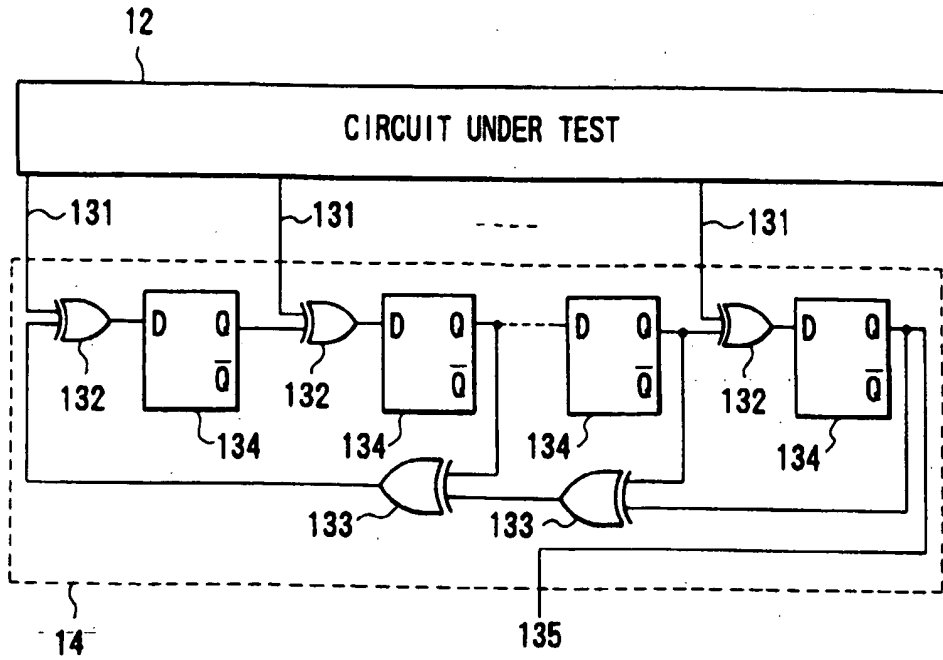 12
CIRCUIT UNDER TEST
131 131 131
D Q D Q D Q D Q
Q̅ Q̅ Q̅ Q̅
132 132 132
134 134 134 134
133 133
14 135